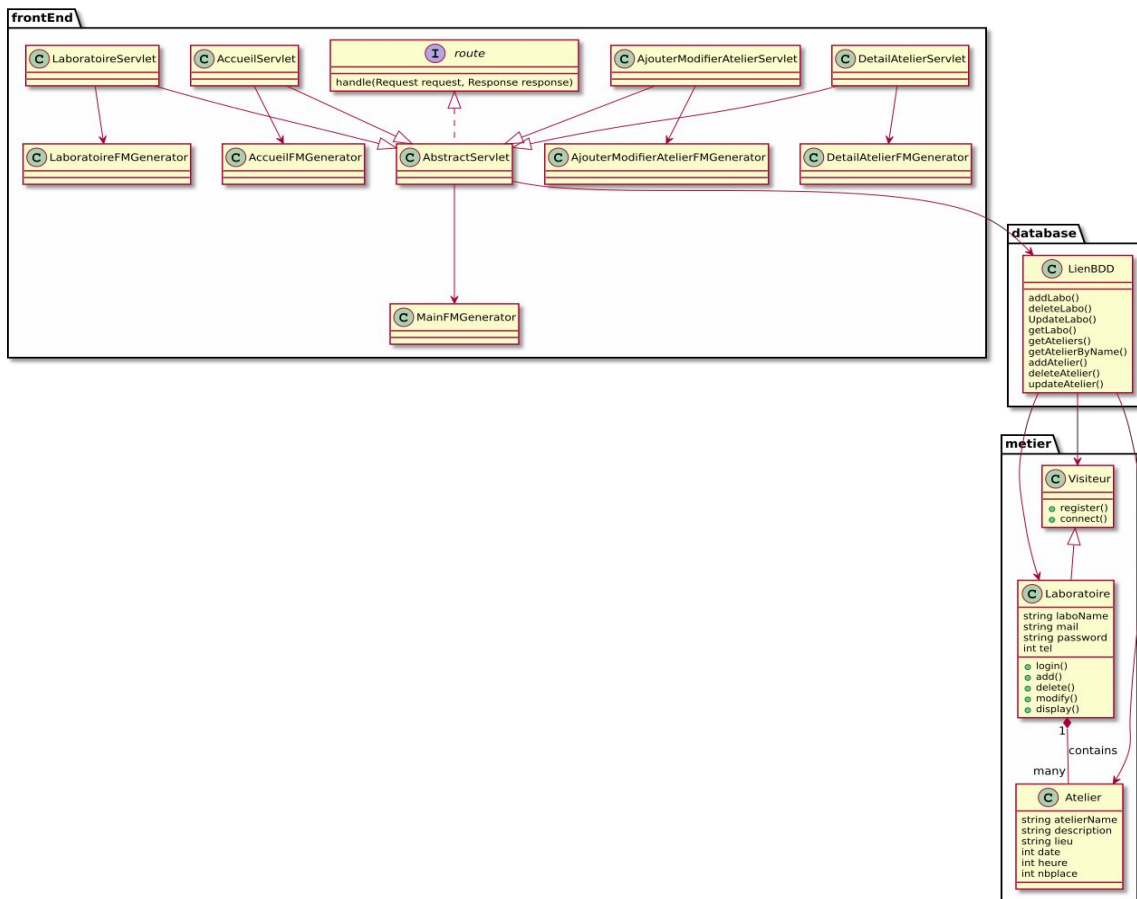 frontEnd
C LaboratoireServlet
C AccueilServlet
I route
handle(Request request, Response response)
C AjouterModifierAtelierServlet
C DetailAtelierServlet
C LaboratoireFMGenerator
C AccueilFMGenerator
C AbstractServlet
C AjouterModifierAtelierFMGenerator
C DetailAtelierFMGenerator
C MainFMGenerator
database
C LienBDD
addLabo()
deleteLabo()
UpdateLabo()
getLabo()
getAteliers()
getAtelierByName()
addAtelier()
deleteAtelier()
updateAtelier()
metier
C Visiteur
register()
connect()
C Laboratoire
string laboName
string mail
string password
int tel
login()
add()
delete()
modify()
display()
1
contains
many
C Atelier
string atelierName
string description
string lieu
int date
int heure
int nbplace